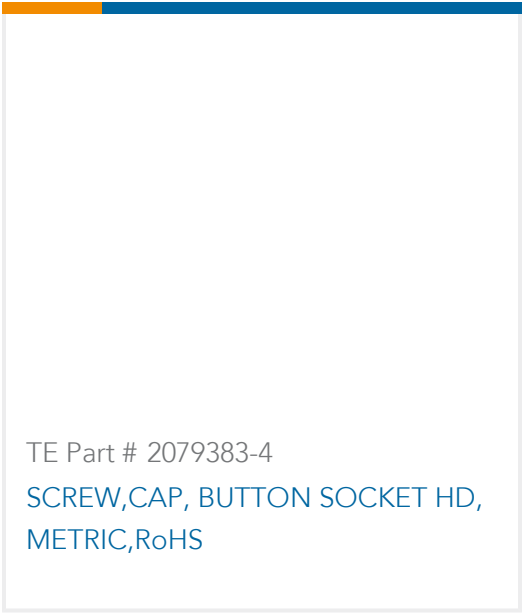 TE Part # 2079383-4
SCREW,CAP, BUTTON SOCKET HD,
METRIC,RoHS